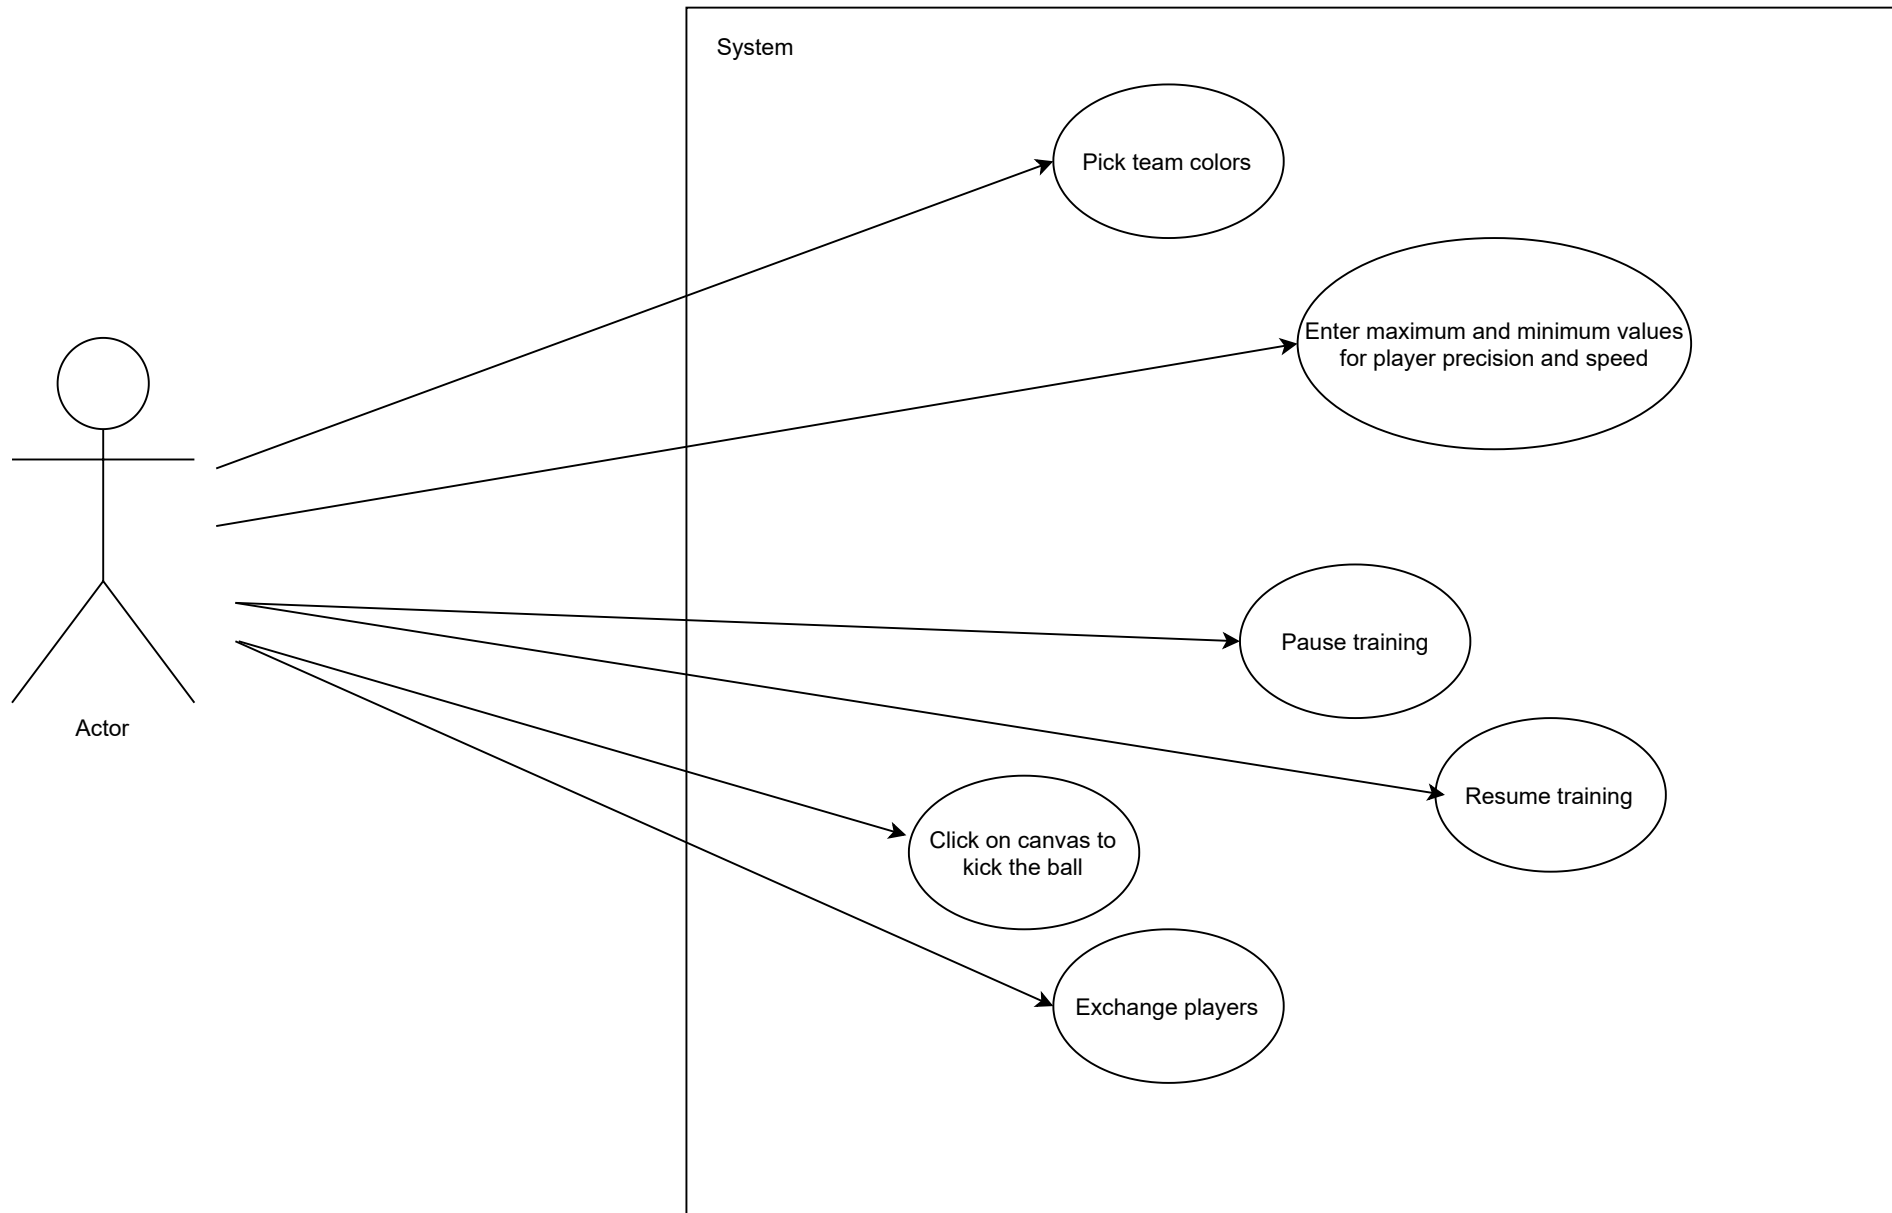 System
Pick team colors
Enter maximum and minimum values
for player precision and speed
Pause training
Actor
Resume training
Click on canvas to
kick the ball
Exchange players